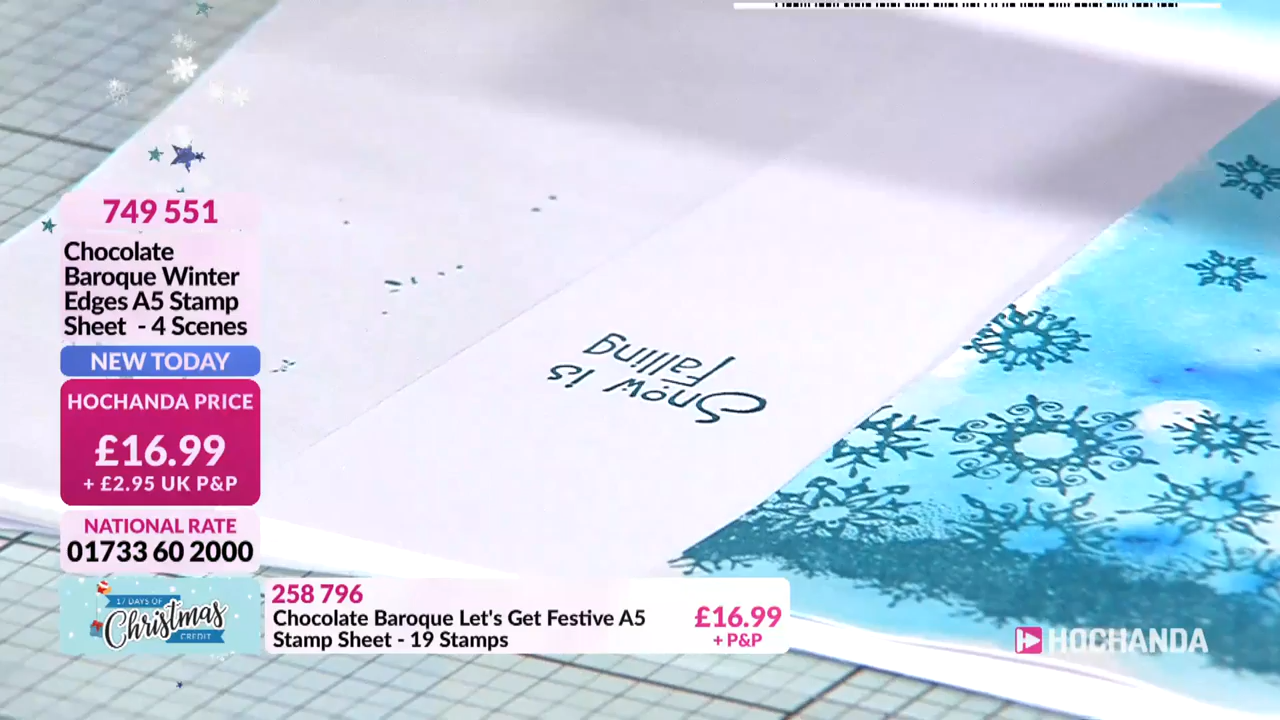 749 551
Chocolate
Baroque Winter
Edges A5 Stamp
Sheet - 4 Scenes
NEW TODAY
HOCHANDA PRICE
£16.99
+ £2.95 UK P&P
NATIONAL RATE
01733 60 2000
Snow is
Falling
17 DAYS OF
Christmas
CREDIT
258 796
Chocolate Baroque Let's Get Festive A5
Stamp Sheet - 19 Stamps
£16.99
+ P&P
HOCHANDA